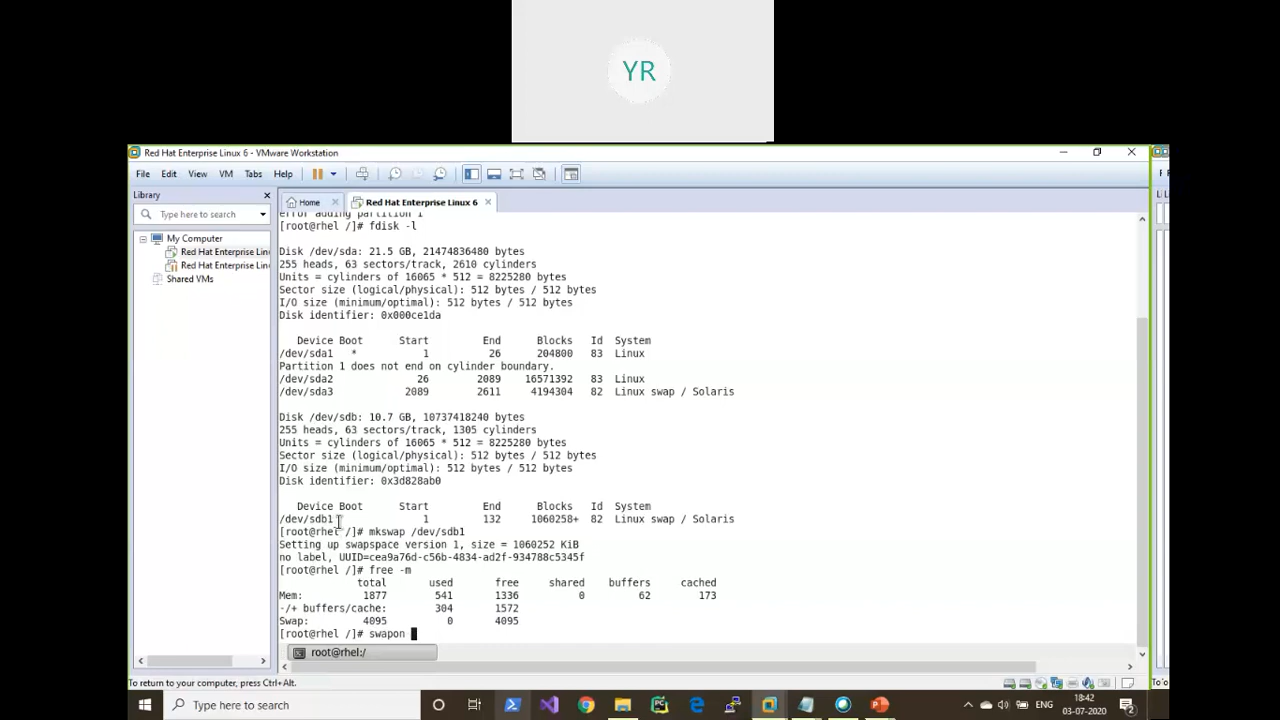 YR
Red Hat Enterprise Linux 6 - VMware Workstation
File Edit View VM Tabs Help
Library
Type here to search
My Computer
Red Hat Enterprise Lin
Red Hat Enterprise Lin
Shared VMs
Home Red Hat Enterprise Linux 6
error adding partition 1
[root@rhel /]# fdisk -l
Disk /dev/sda: 21.5 GB, 21474836480 bytes
255 heads, 63 sectors/track, 2610 cylinders
Units = cylinders of 16065 * 512 = 8225280 bytes
Sector size (logical/physical): 512 bytes / 512 bytes
I/O size (minimum/optimal): 512 bytes / 512 bytes
Disk identifier: 0x000ce1da
Device Boot Start End Blocks Id System
/dev/sda1 * 1 26 204800 83 Linux
Partition 1 does not end on cylinder boundary.
/dev/sda2 26 2089 16571392 83 Linux
/dev/sda3 2089 2611 4194304 82 Linux swap / Solaris
Disk /dev/sdb: 10.7 GB, 10737418240 bytes
255 heads, 63 sectors/track, 1305 cylinders
Units = cylinders of 16065 * 512 = 8225280 bytes
Sector size (logical/physical): 512 bytes / 512 bytes
I/O size (minimum/optimal): 512 bytes / 512 bytes
Disk identifier: 0x3d828ab0
Device Boot Start End Blocks Id System
/dev/sdb1 1 132 1060258+ 82 Linux swap / Solaris
[root@rhel /]# mkswap /dev/sdb1
Setting up swapspace version 1, size = 1060252 KiB
no label, UUID=cea9a76d-c56b-4834-ad2f-934788c5345f
[root@rhel /]# free -m
total used free shared buffers cached
Mem: 1877 541 1336 0 62 173
-/+ buffers/cache: 304 1572
Swap: 4095 0 4095
[root@rhel /]# swapon
root@rhel:/
To return to your computer, press Ctrl+Alt.
Type here to search
ENG
18:42
03-07-2020
2